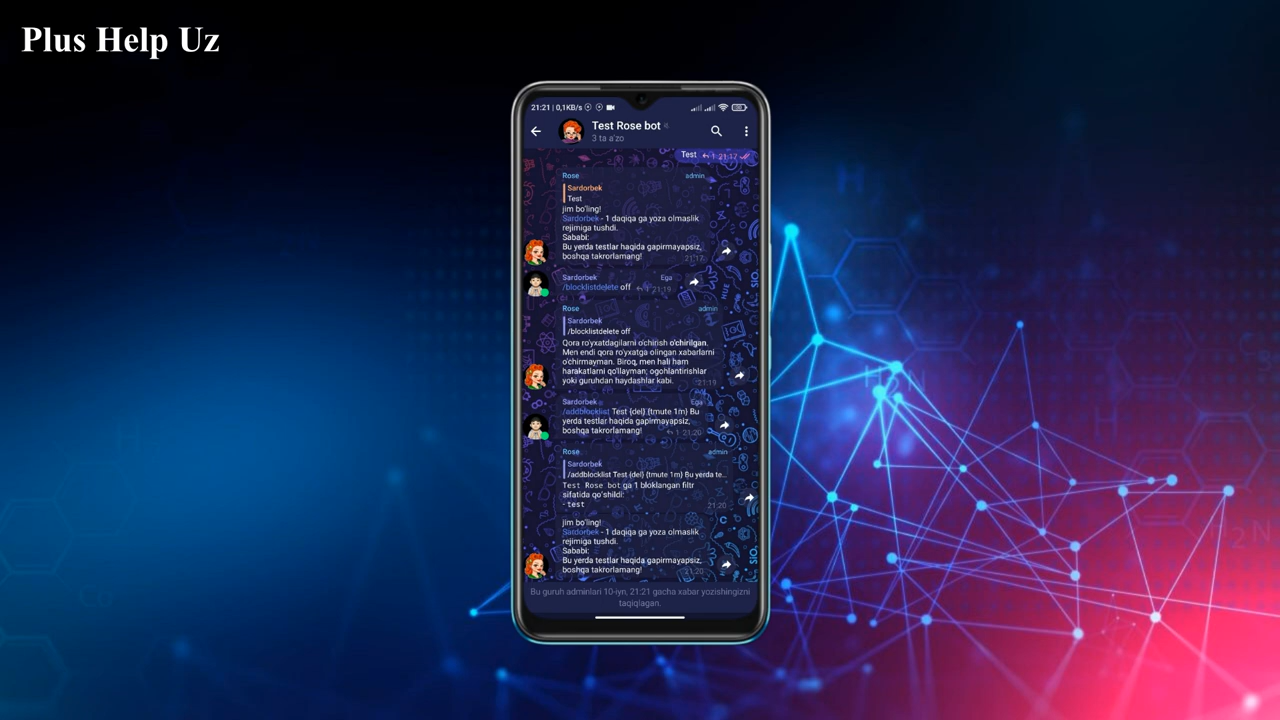 Plus Help Uz
21:21 | 0,1KB/s
Test Rose bot
3 ta a'zo
Test 1 21:17
Rose admin
Sardorbek
Test
jim bo'ling!
Sardorbek - 1 daqiqa ga yoza olmaslik
rejimiga tushdi.
Sababi:
Bu yerda testlar haqida gapirmayapsiz,
boshqa takrorlamang! 21:17
Sardorbek Ega
/blocklistdelete off 1 21:19
Rose admin
Sardorbek
/blocklistdelete off
Qora ro'yxatdagilarni o'chirish o'chirilgan.
Men endi qora ro'yxatga olingan xabarlarni
o'chirmayman. Biroq, men hali ham
harakatlarni qo'llayman; ogohlantirishlar
yoki guruhdan haydashlar kabi. 21:19
Sardorbek Ega
/addblocklist Test {del} {tmute 1m} Bu
yerda testlar haqida gapirmayapsiz,
boshqa takrorlamang! 1 21:20
Rose admin
Sardorbek
/addblocklist Test {del} {tmute 1m} Bu yerda te...
Test Rose bot ga 1 bloklangan filtr
sifatida qo'shildi:
- test 21:20
jim bo'ling!
Sardorbek - 1 daqiqa ga yoza olmaslik
rejimiga tushdi.
Sababi:
Bu yerda testlar haqida gapirmayapsiz,
boshqa takrorlamang! 21:20
Bu guruh adminlari 10-iyn, 21:21 gacha xabar yozishingizni
taqiqlagan.
H2N
H2N